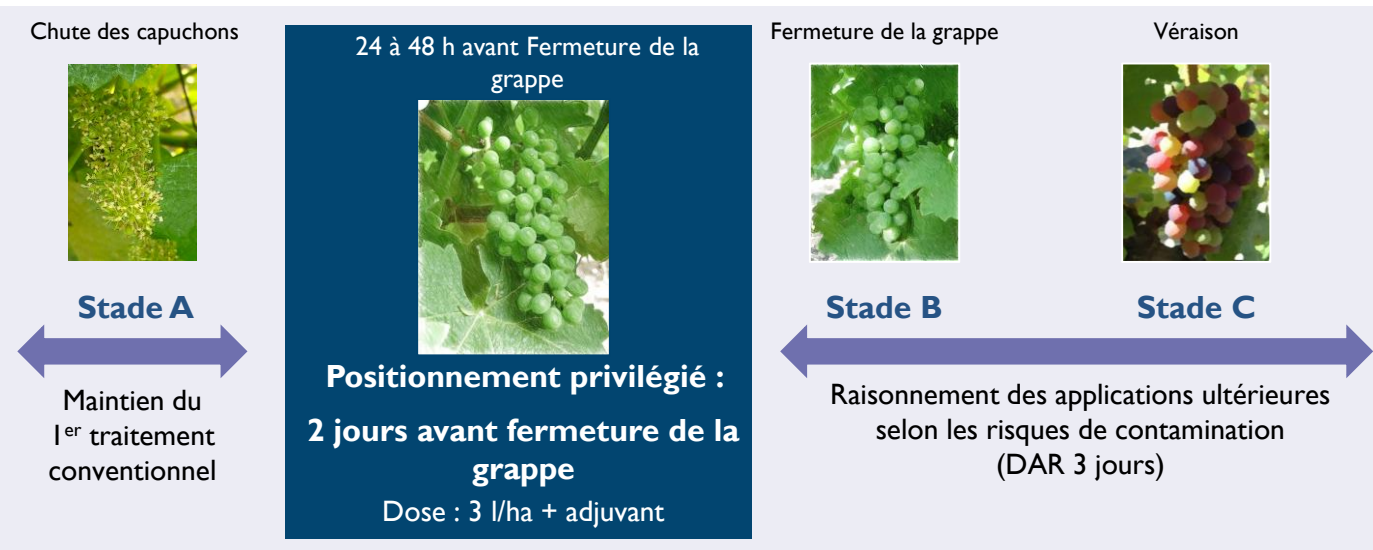 Chute des capuchons
Stade A
Maintien du
1er traitement
conventionnel
24 à 48 h avant Fermeture de la
grappe
Positionnement privilégié :
2 jours avant fermeture de la
grappe
Dose : 3 l/ha + adjuvant
Fermeture de la grappe
Véraison
Stade B
Stade C
Raisonnement des applications ultérieures
selon les risques de contamination
(DAR 3 jours)